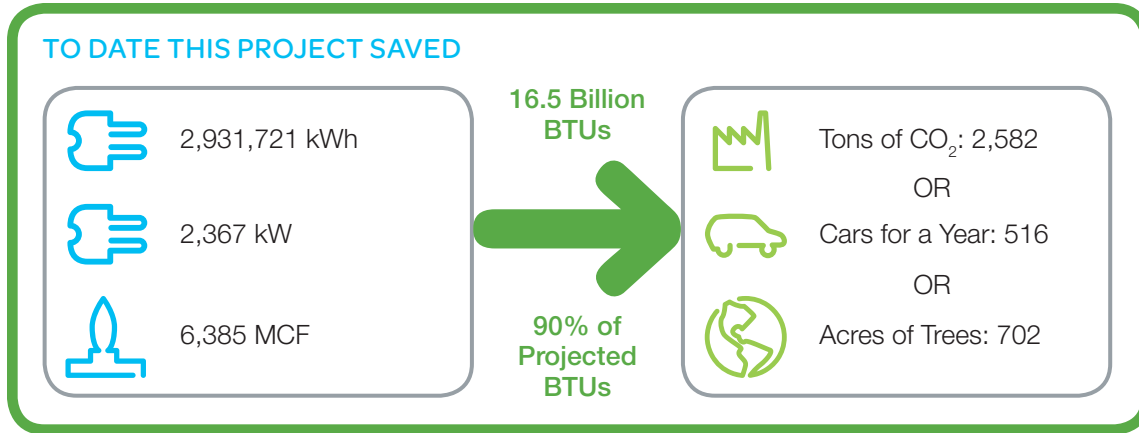 TO DATE THIS PROJECT SAVED
2,931,721 kWh
2,367 kW
6,385 MCF
16.5 Billion
BTUs
90% of
Projected
BTUs
Tons of CO₂: 2,582
OR
Cars for a Year: 516
OR
Acres of Trees: 702